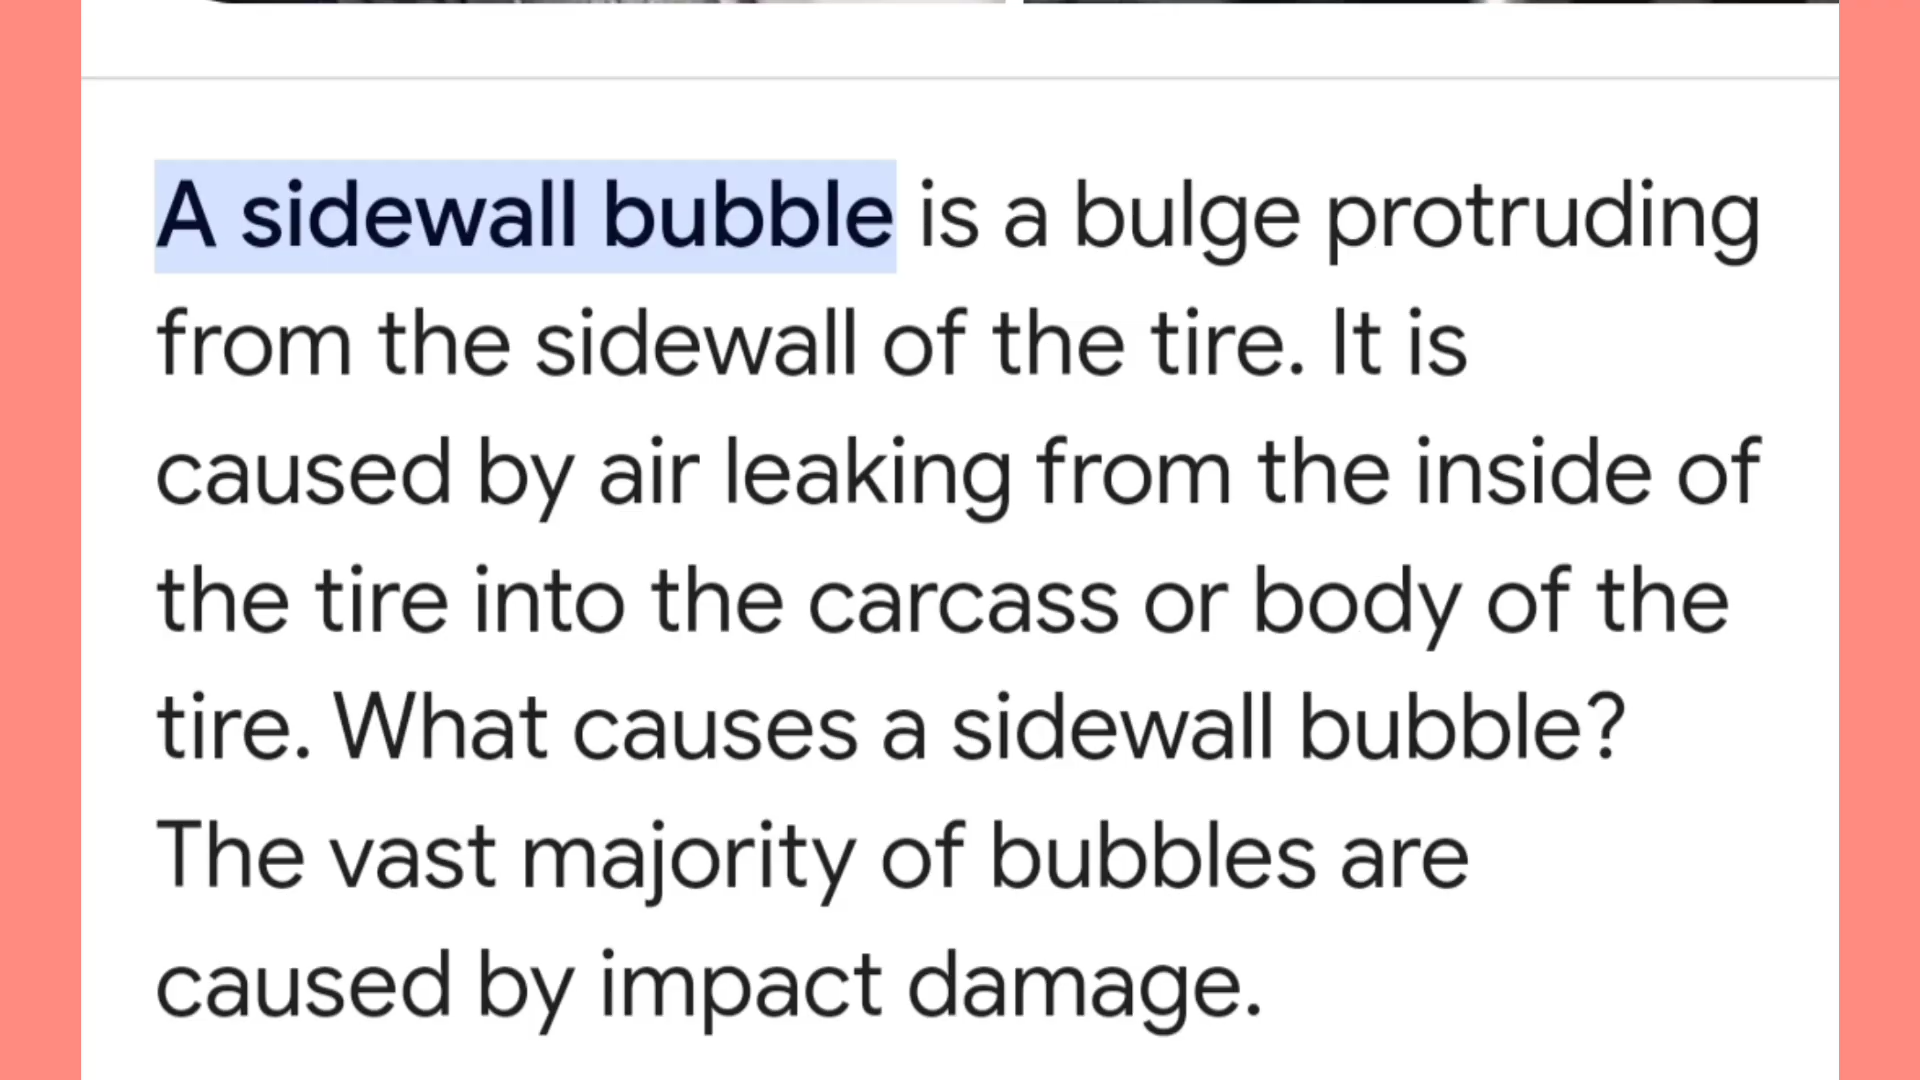 A sidewall bubble is a bulge protruding
from the sidewall of the tire. It is
caused by air leaking from the inside of
the tire into the carcass or body of the
tire. What causes a sidewall bubble?
The vast majority of bubbles are
caused by impact damage.